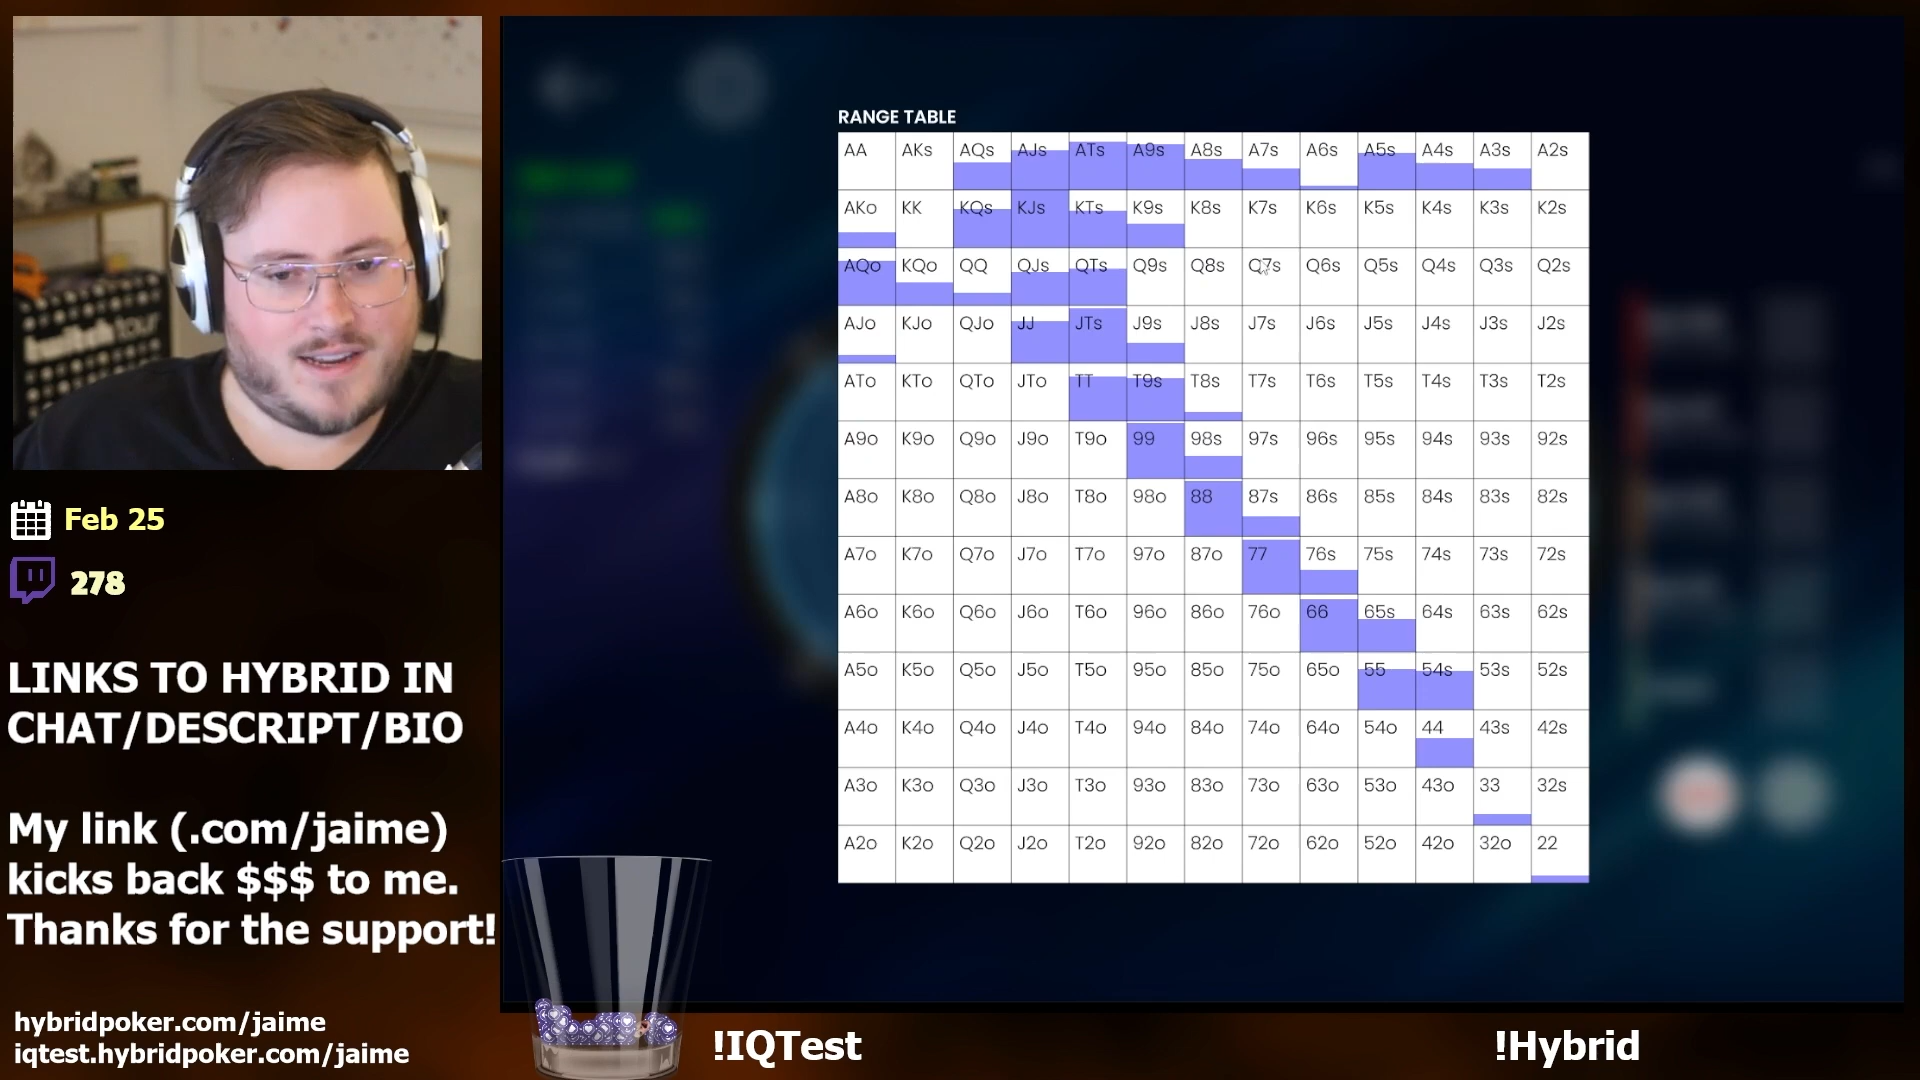 Feb 25
278
LINKS TO HYBRID IN
CHAT/DESCRIPT/BIO
My link (.com/jaime)
kicks back $$$ to me.
Thanks for the support!
hybridpoker.com/jaime
iqtest.hybridpoker.com/jaime
RANGE TABLE
AA AKs AQs AJs ATs A9s A8s A7s A6s A5s A4s A3s A2s
AKo KK KQs KJs KTs K9s K8s K7s K6s K5s K4s K3s K2s
AQo KQo QQ QJs QTs Q9s Q8s Q7s Q6s Q5s Q4s Q3s Q2s
AJo KJo QJo JJ JTs J9s J8s J7s J6s J5s J4s J3s J2s
ATo KTo QTo JTo TT T9s T8s T7s T6s T5s T4s T3s T2s
A9o K9o Q9o J9o T9o 99 98s 97s 96s 95s 94s 93s 92s
A8o K8o Q8o J8o T8o 98o 88 87s 86s 85s 84s 83s 82s
A7o K7o Q7o J7o T7o 97o 87o 77 76s 75s 74s 73s 72s
A6o K6o Q6o J6o T6o 96o 86o 76o 66 65s 64s 63s 62s
A5o K5o Q5o J5o T5o 95o 85o 75o 65o 55 54s 53s 52s
A4o K4o Q4o J4o T4o 94o 84o 74o 64o 54o 44 43s 42s
A3o K3o Q3o J3o T3o 93o 83o 73o 63o 53o 43o 33 32s
A2o K2o Q2o J2o T2o 92o 82o 72o 62o 52o 42o 32o 22
!IQTest
!Hybrid